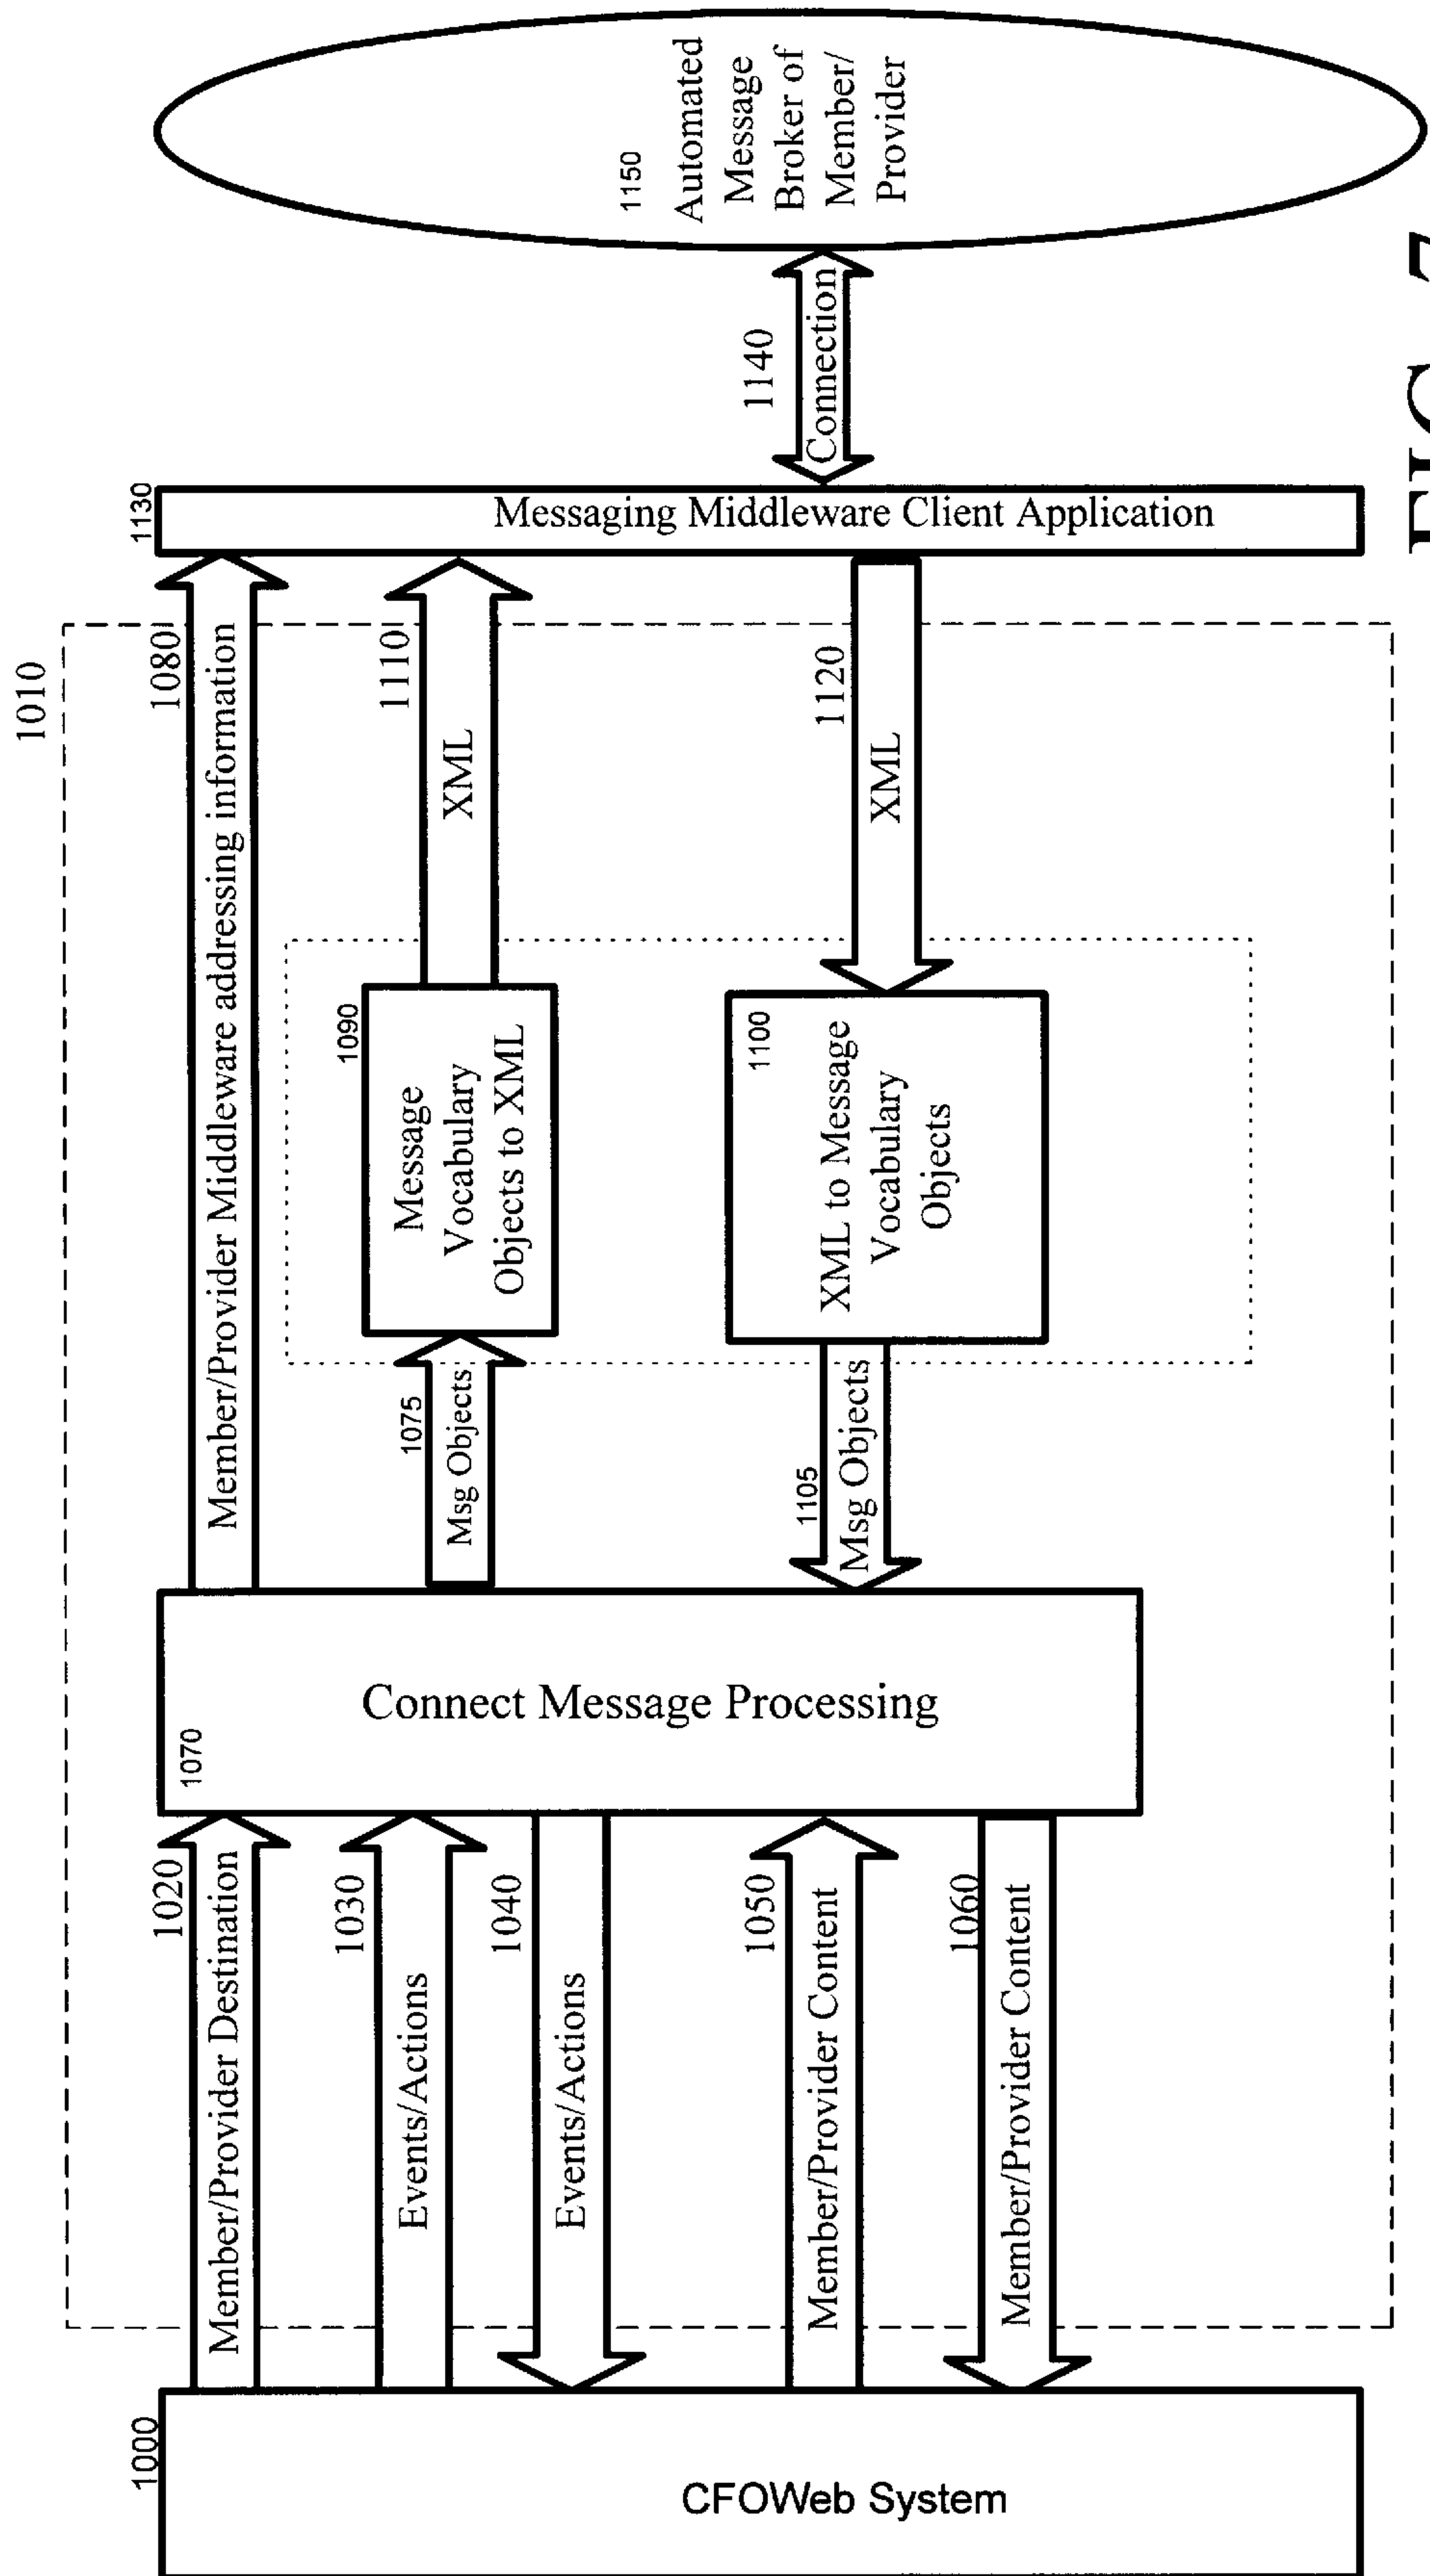 1010
1000
CFOWeb System
1020
Member/Provider Destination
1030
Events/Actions
1040
Events/Actions
1050
Member/Provider Content
1060
Member/Provider Content
1070
Connect Message Processing
1080
Member/Provider Middleware addressing information
1075
Msg Objects
1090
Message
Vocabulary
Objects to XML
1110
XML
1105
Msg Objects
1100
XML to Message
Vocabulary
Objects
1120
XML
1130
Messaging Middleware Client Application
1140
Connection
1150
Automated
Message
Broker of
Member/
Provider
FIG. 7